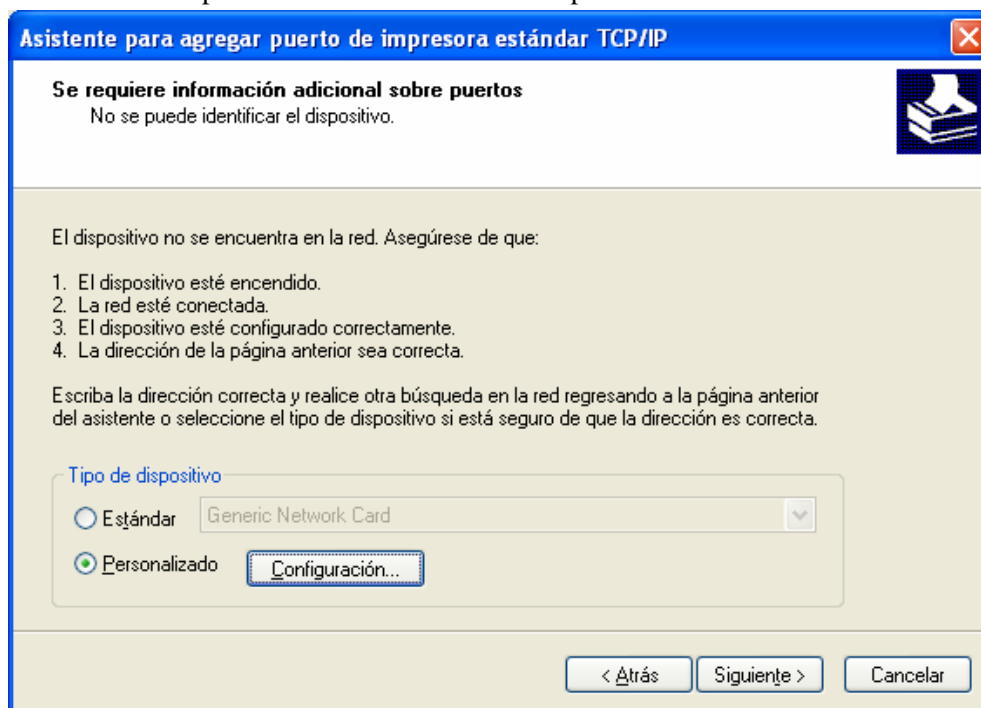 Asistente para agregar puerto de impresora estándar TCP/IP
Se requiere información adicional sobre puertos
No se puede identificar el dispositivo.
El dispositivo no se encuentra en la red. Asegúrese de que:
1. El dispositivo esté encendido.
2. La red esté conectada.
3. El dispositivo esté configurado correctamente.
4. La dirección de la página anterior sea correcta.
Escriba la dirección correcta y realice otra búsqueda en la red regresando a la página anterior
del asistente o seleccione el tipo de dispositivo si está seguro de que la dirección es correcta.
Tipo de dispositivo
Estándar Generic Network Card
Personalizado Configuración...
< Atrás Siguiente > Cancelar